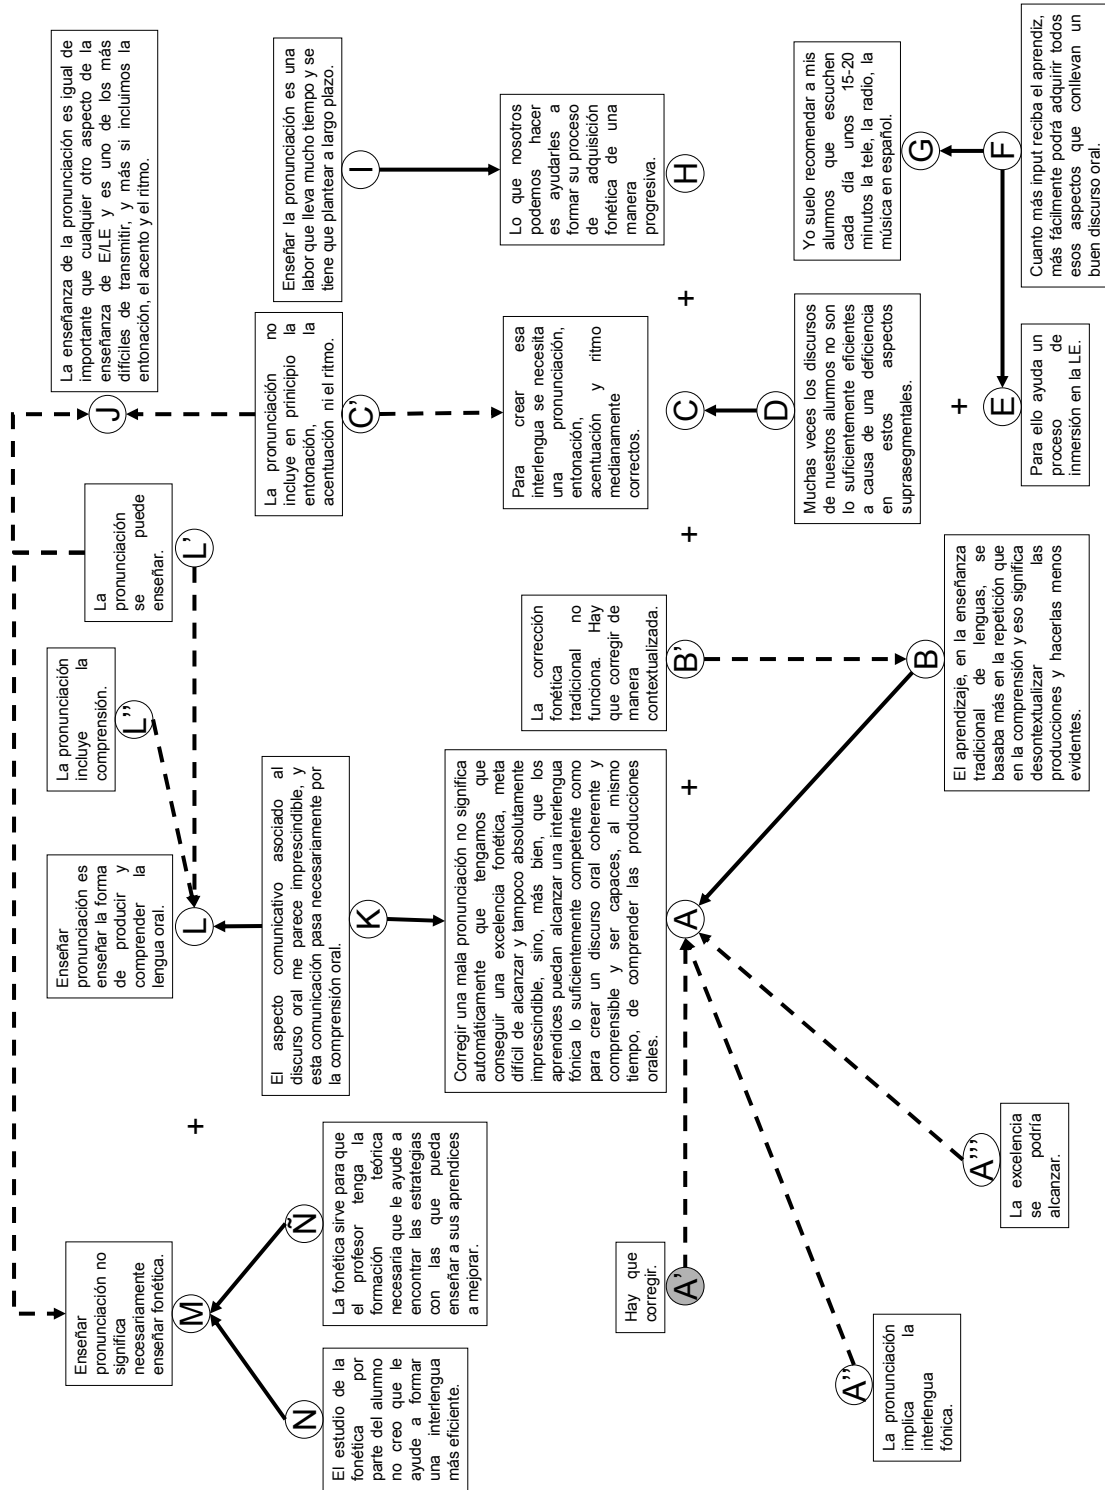 Enseñar
pronunciación no
significa
necesariamente
enseñar fonética.
M
El estudio de la
fonética por
parte del alumno
no creo que le
ayude a formar
una interlengua
más eficiente.
N
La fonética sirve para que
el profesor tenga la
formación teórica
necesaria que le ayude a
encontrar las estrategias
con las que pueda
enseñar a sus aprendices
a mejorar.
Ñ
+
Enseñar
pronunciación es
enseñar la forma
de producir y
comprender la
lengua oral.
L
La pronunciación
incluye la
comprensión.
L''
La
pronunciación
se puede
enseñar.
L'
La enseñanza de la pronunciación es igual de
importante que cualquier otro aspecto de la
enseñanza de E/LE y es uno de los más
difíciles de transmitir, y más si incluimos la
entonación, el acento y el ritmo.
J
El aspecto comunicativo asociado al
discurso oral me parece imprescindible, y
esta comunicación pasa necesariamente por
la comprensión oral.
K
La pronunciación no
incluye en prinicipio la
entonación, la
acentuación ni el ritmo.
C'
Enseñar la pronunciación es una
labor que lleva mucho tiempo y se
tiene que plantear a largo plazo.
I
Corregir una mala pronunciación no significa
automáticamente que tengamos que
conseguir una excelencia fonética, meta
difícil de alcanzar y tampoco absolutamente
imprescindible, sino, más bien, que los
aprendices puedan alcanzar una interlengua
fónica lo suficientemente competente como
para crear un discurso oral coherente y
comprensible y ser capaces, al mismo
tiempo, de comprender las producciones
orales.
A
+
La corrección
fonética
tradicional no
funciona. Hay
que corregir de
manera
contextualizada.
B'
+
Para crear esa
interlengua se necesita
una pronunciación,
entonación,
acentuación y ritmo
medianamente
correctos.
C
+
Lo que nosotros
podemos hacer
es ayudarles a
formar su proceso
de adquisición
fonética de una
manera
progresiva.
H
Hay que
corregir.
A'
La pronunciación
implica la
interlengua
fónica.
A''
La excelencia
se podría
alcanzar.
A'''
B
El aprendizaje, en la enseñanza
tradicional de lenguas, se
basaba más en la repetición que
en la comprensión y eso significa
desontextualizar las
producciones y hacerlas menos
evidentes.
D
Muchas veces los discursos
de nuestros alumnos no son
lo suficientemente eficientes
a causa de una deficiencia
en estos aspectos
suprasegmentales.
+
Yo suelo recomendar a mis
alumnos que escuchen
cada día unos 15-20
minutos la tele, la radio, la
música en español.
G
E
Para ello ayuda un
proceso de
inmersión en la LE.
F
Cuanto más input reciba el aprendiz,
más fácilmente podrá adquirir todos
esos aspectos que conllevan un
buen discurso oral.